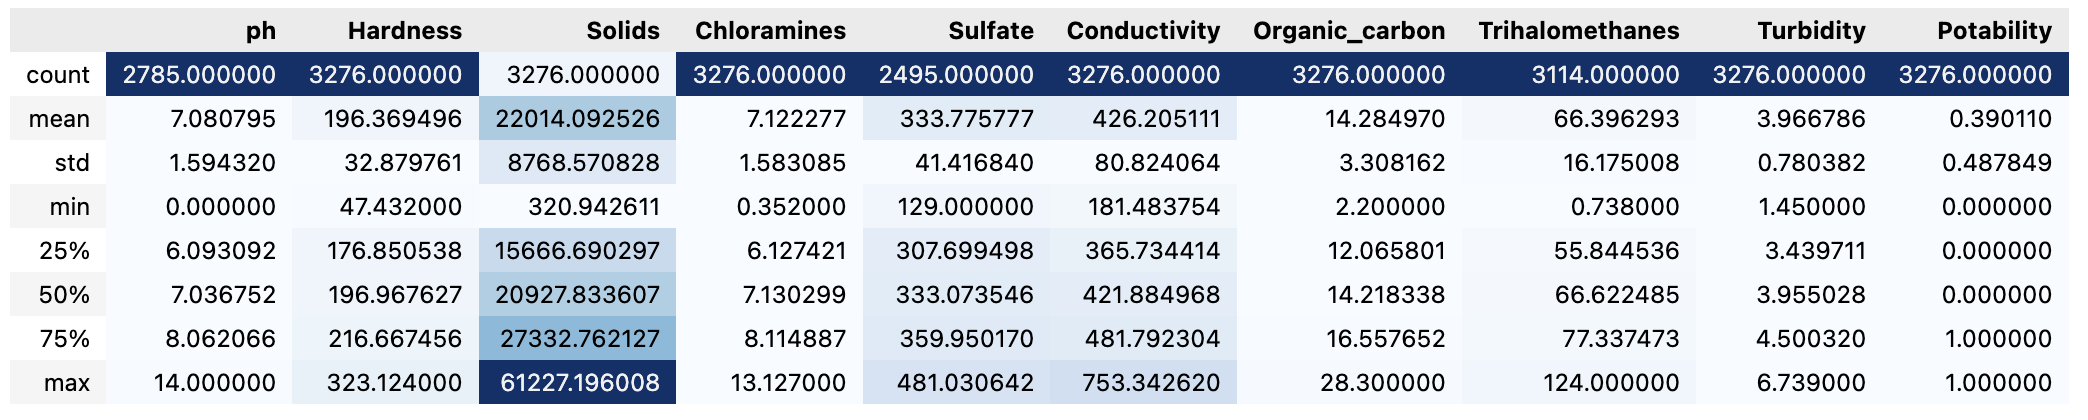 ph Hardness Solids Chloramines Sulfate Conductivity Organic_carbon Trihalomethanes Turbidity Potability
count 2785.000000 3276.000000 3276.000000 3276.000000 2495.000000 3276.000000 3276.000000 3114.000000 3276.000000 3276.000000
mean 7.080795 196.369496 22014.092526 7.122277 333.775777 426.205111 14.284970 66.396293 3.966786 0.390110
std 1.594320 32.879761 8768.570828 1.583085 41.416840 80.824064 3.308162 16.175008 0.780382 0.487849
min 0.000000 47.432000 320.942611 0.352000 129.000000 181.483754 2.200000 0.738000 1.450000 0.000000
25% 6.093092 176.850538 15666.690297 6.127421 307.699498 365.734414 12.065801 55.844536 3.439711 0.000000
50% 7.036752 196.967627 20927.833607 7.130299 333.073546 421.884968 14.218338 66.622485 3.955028 0.000000
75% 8.062066 216.667456 27332.762127 8.114887 359.950170 481.792304 16.557652 77.337473 4.500320 1.000000
max 14.000000 323.124000 61227.196008 13.127000 481.030642 753.342620 28.300000 124.000000 6.739000 1.000000